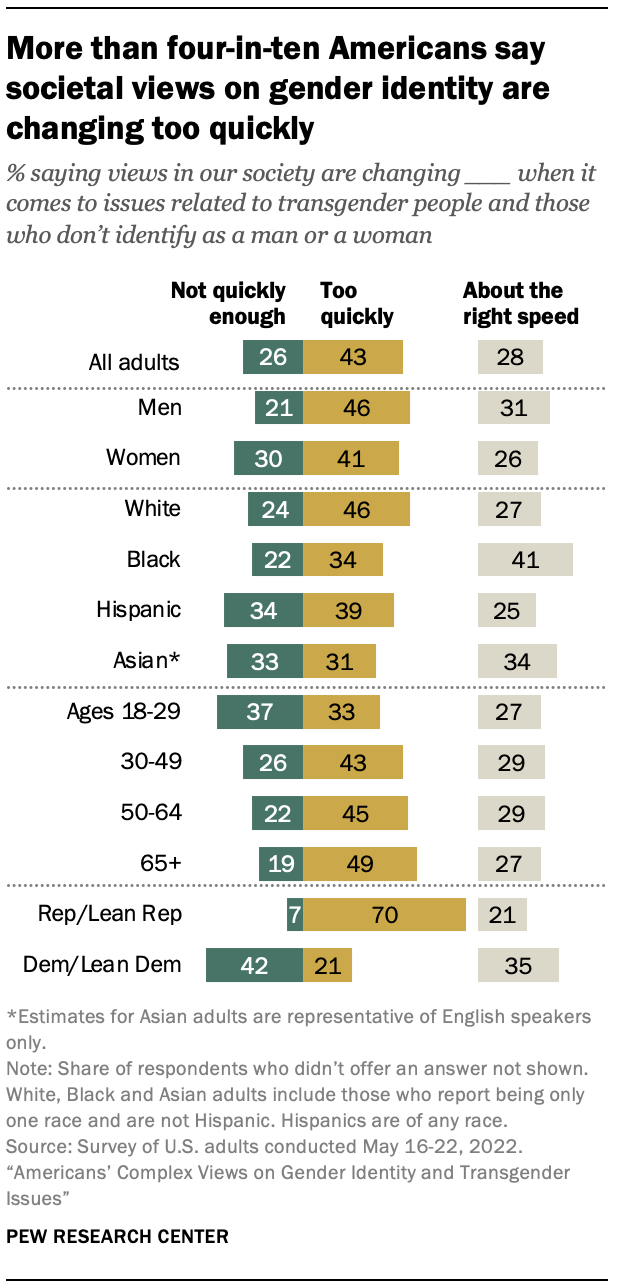 More than four-in-ten Americans say
societal views on gender identity are
changing too quickly
% saying views in our society are changing ___ when it
comes to issues related to transgender people and those
who don’t identify as a man or a woman
Not quickly enough Too quickly About the right speed
All adults 26 43 28
Men 21 46 31
Women 30 41 26
White 24 46 27
Black 22 34 41
Hispanic 34 39 25
Asian* 33 31 34
Ages 18-29 37 33 27
30-49 26 43 29
50-64 22 45 29
65+ 19 49 27
Rep/Lean Rep 7 70 21
Dem/Lean Dem 42 21 35
*Estimates for Asian adults are representative of English speakers
only.
Note: Share of respondents who didn’t offer an answer not shown.
White, Black and Asian adults include those who report being only
one race and are not Hispanic. Hispanics are of any race.
Source: Survey of U.S. adults conducted May 16-22, 2022.
“Americans’ Complex Views on Gender Identity and Transgender
Issues”
PEW RESEARCH CENTER